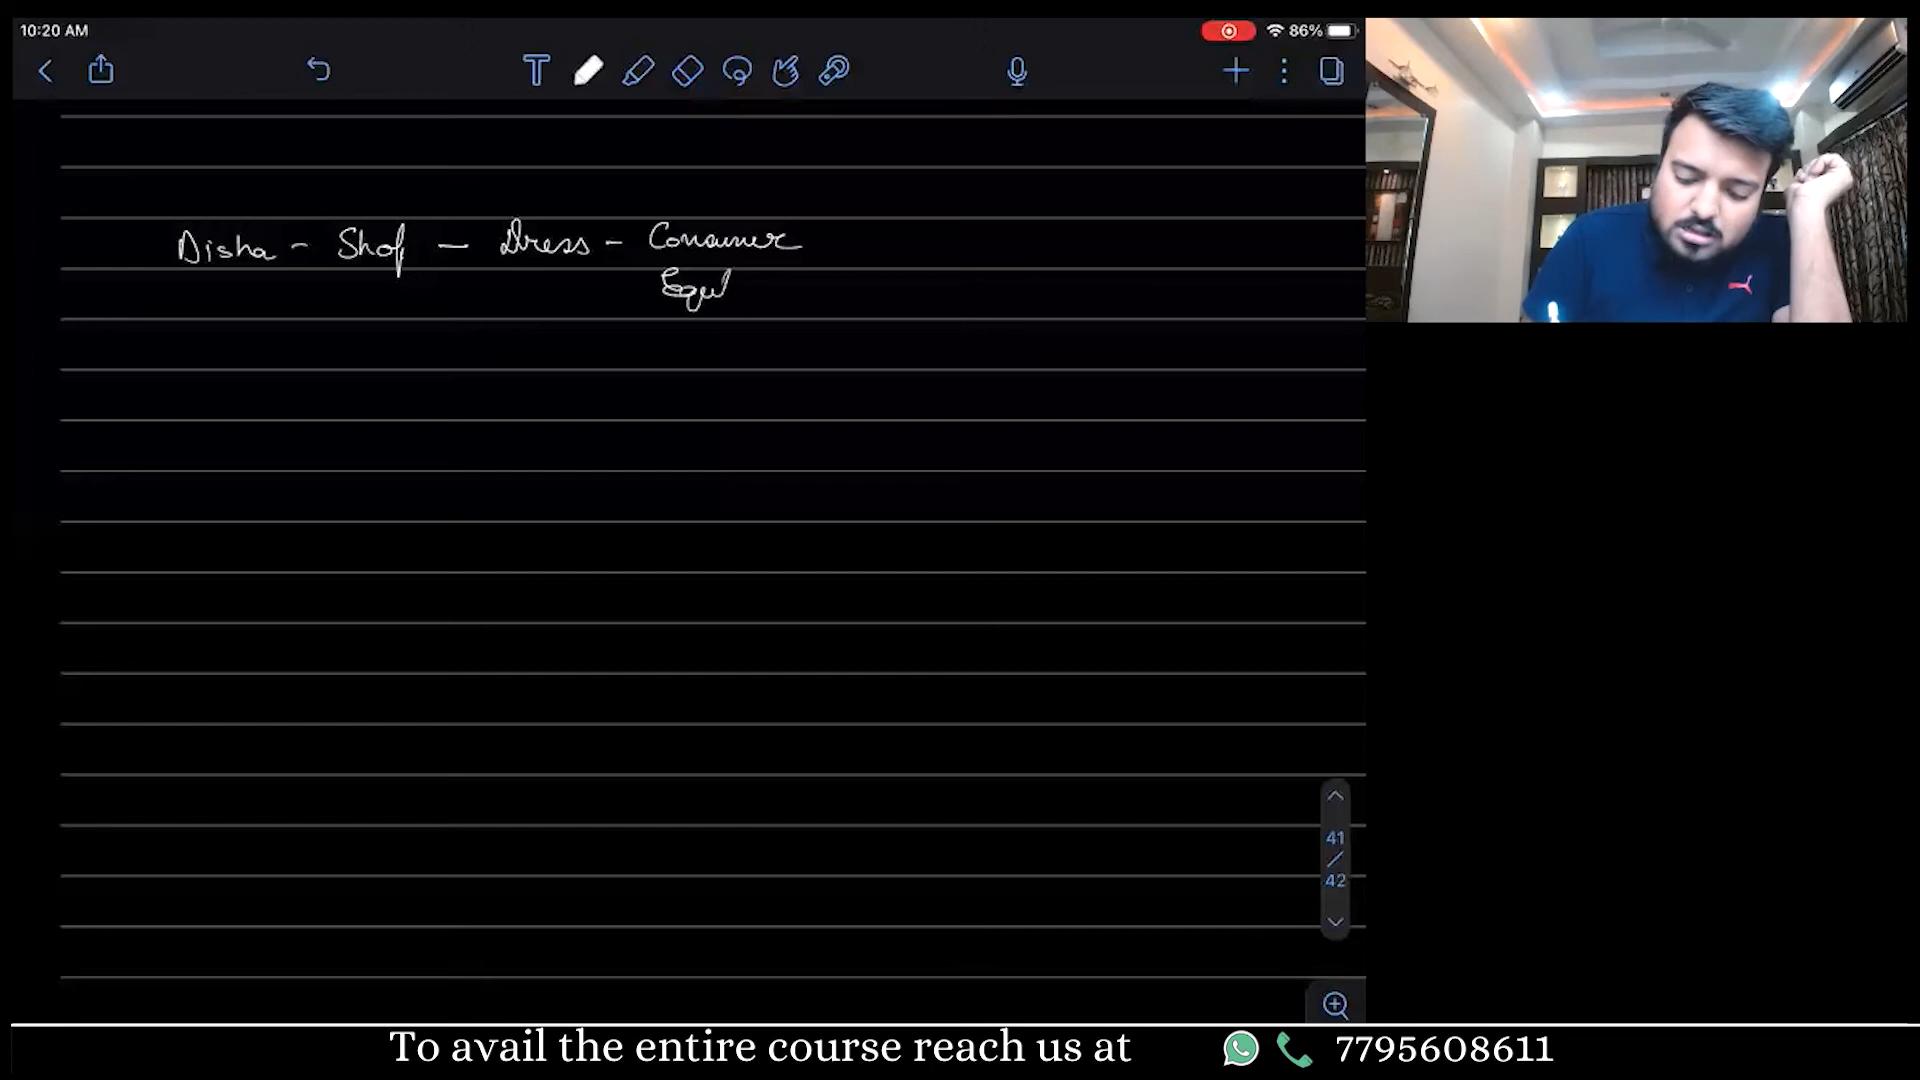 10:20 AM
86%
T
Disha - Shop - Dress - Consumer
Equl
41
/
42
To avail the entire course reach us at 7795608611